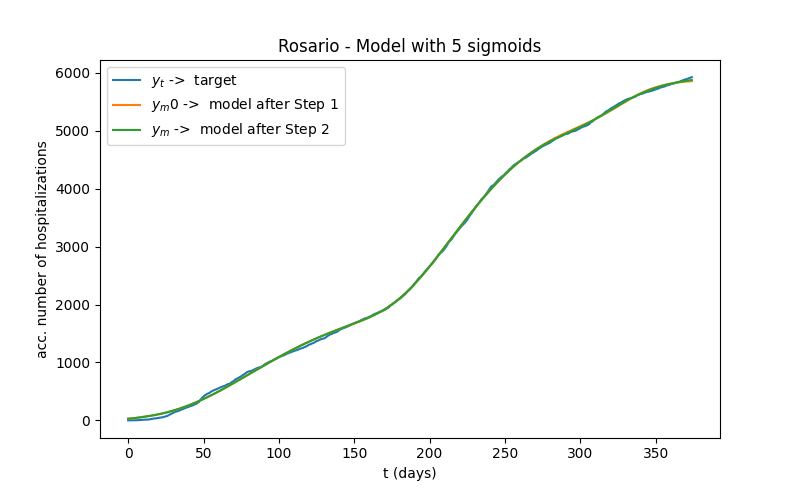 Rosario - Model with 5 sigmoids
y_t -> target
y_m0 -> model after Step 1
y_m -> model after Step 2
acc. number of hospitalizations
6000
5000
4000
3000
2000
1000
0
0 50 100 150 200 250 300 350
t (days)